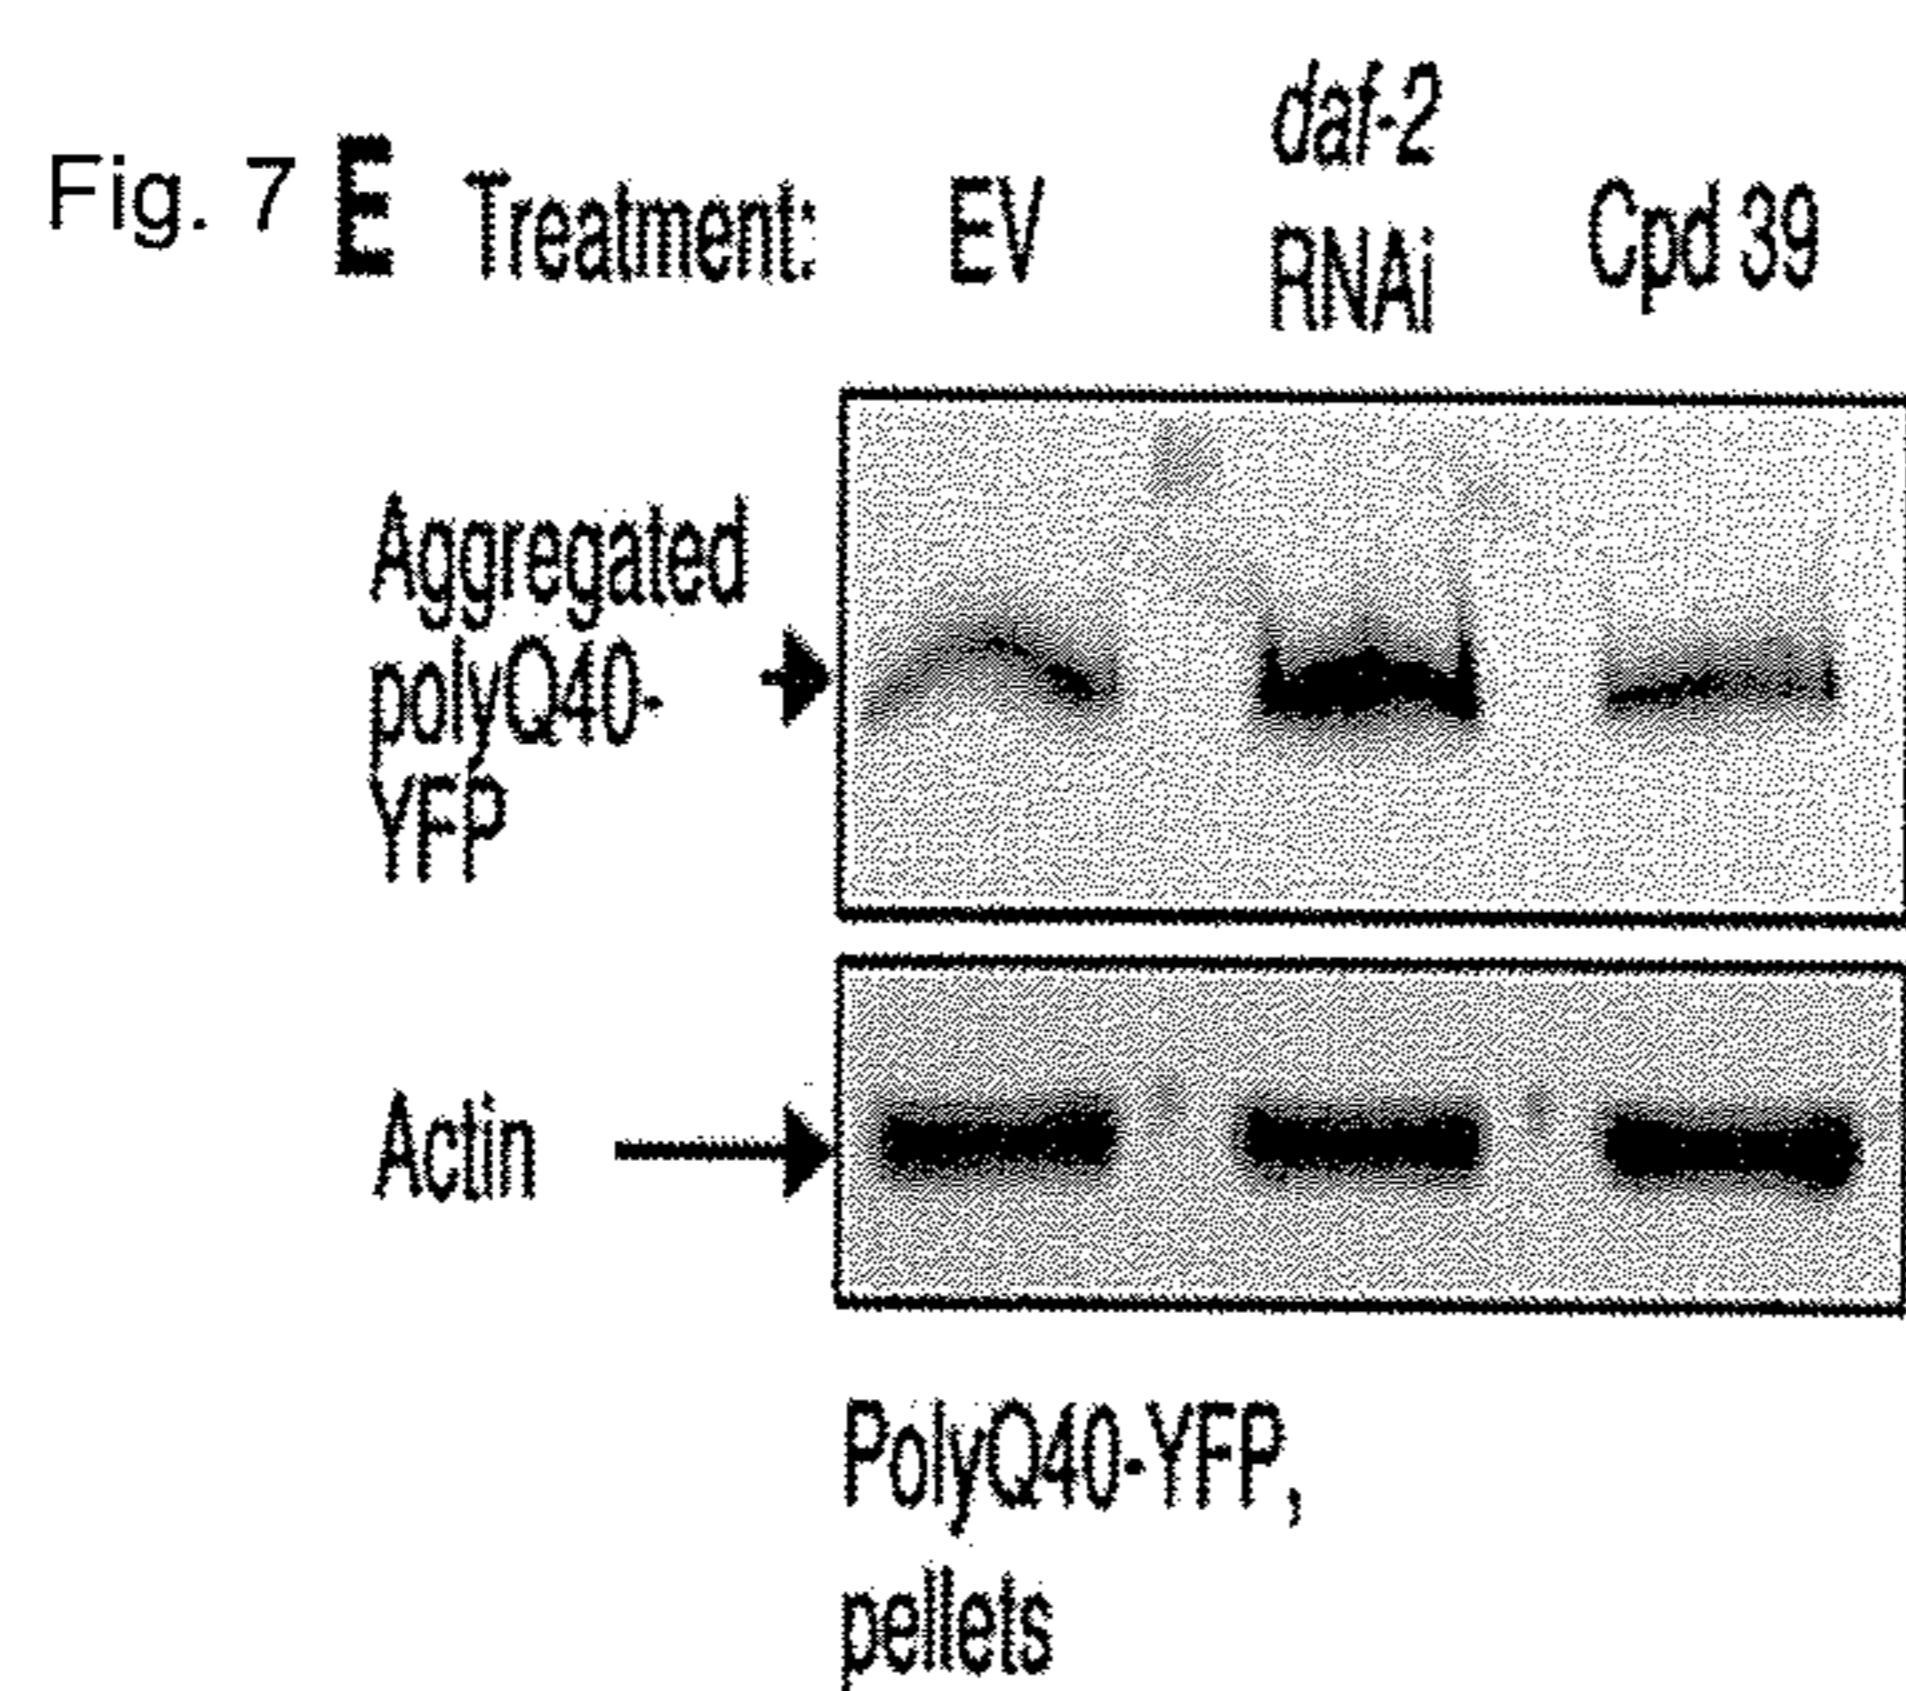 Fig. 7 E Treatment: EV daf-2 RNAi Cpd 39
Aggregated
polyQ40-
YFP
Actin
PolyQ40-YFP,
pellets